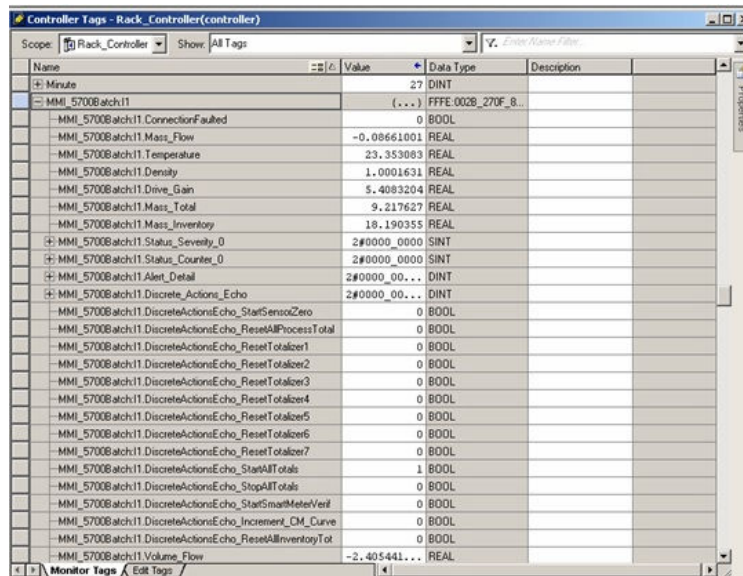 Controller Tags - Rack_Controller(controller)
Scope: Rack_Controller Show: All Tags Enter Name Filter...
Name Value Data Type Description
Minute 27 DINT
MMI_5700Batch:I1 {...} FFFE:002B_270F_8...
MMI_5700Batch:I1.ConnectionFaulted 0 BOOL
MMI_5700Batch:I1.Mass_Flow -0.08661001 REAL
MMI_5700Batch:I1.Temperature 23.353083 REAL
MMI_5700Batch:I1.Density 1.0001631 REAL
MMI_5700Batch:I1.Drive_Gain 5.4083204 REAL
MMI_5700Batch:I1.Mass_Total 9.217627 REAL
MMI_5700Batch:I1.Mass_Inventory 18.190355 REAL
MMI_5700Batch:I1.Status_Severity_0 2#0000_0000 SINT
MMI_5700Batch:I1.Status_Counter_0 2#0000_0000 SINT
MMI_5700Batch:I1.Alert_Detail 2#0000_00... DINT
MMI_5700Batch:I1.Discrete_Actions_Echo 2#0000_00... DINT
MMI_5700Batch:I1.DiscreteActionsEcho_StartSensorZero 0 BOOL
MMI_5700Batch:I1.DiscreteActionsEcho_ResetAllProcessTotal 0 BOOL
MMI_5700Batch:I1.DiscreteActionsEcho_ResetTotalizer1 0 BOOL
MMI_5700Batch:I1.DiscreteActionsEcho_ResetTotalizer2 0 BOOL
MMI_5700Batch:I1.DiscreteActionsEcho_ResetTotalizer3 0 BOOL
MMI_5700Batch:I1.DiscreteActionsEcho_ResetTotalizer4 0 BOOL
MMI_5700Batch:I1.DiscreteActionsEcho_ResetTotalizer5 0 BOOL
MMI_5700Batch:I1.DiscreteActionsEcho_ResetTotalizer6 0 BOOL
MMI_5700Batch:I1.DiscreteActionsEcho_ResetTotalizer7 0 BOOL
MMI_5700Batch:I1.DiscreteActionsEcho_StartAllTotals 1 BOOL
MMI_5700Batch:I1.DiscreteActionsEcho_StopAllTotals 0 BOOL
MMI_5700Batch:I1.DiscreteActionsEcho_StartSmartMeterVerif 0 BOOL
MMI_5700Batch:I1.DiscreteActionsEcho_Increment_CM_Curve 0 BOOL
MMI_5700Batch:I1.DiscreteActionsEcho_ResetAllInventoryTot 0 BOOL
MMI_5700Batch:I1.Volume_Flow -2.405441... REAL
Monitor Tags Edit Tags
Properties